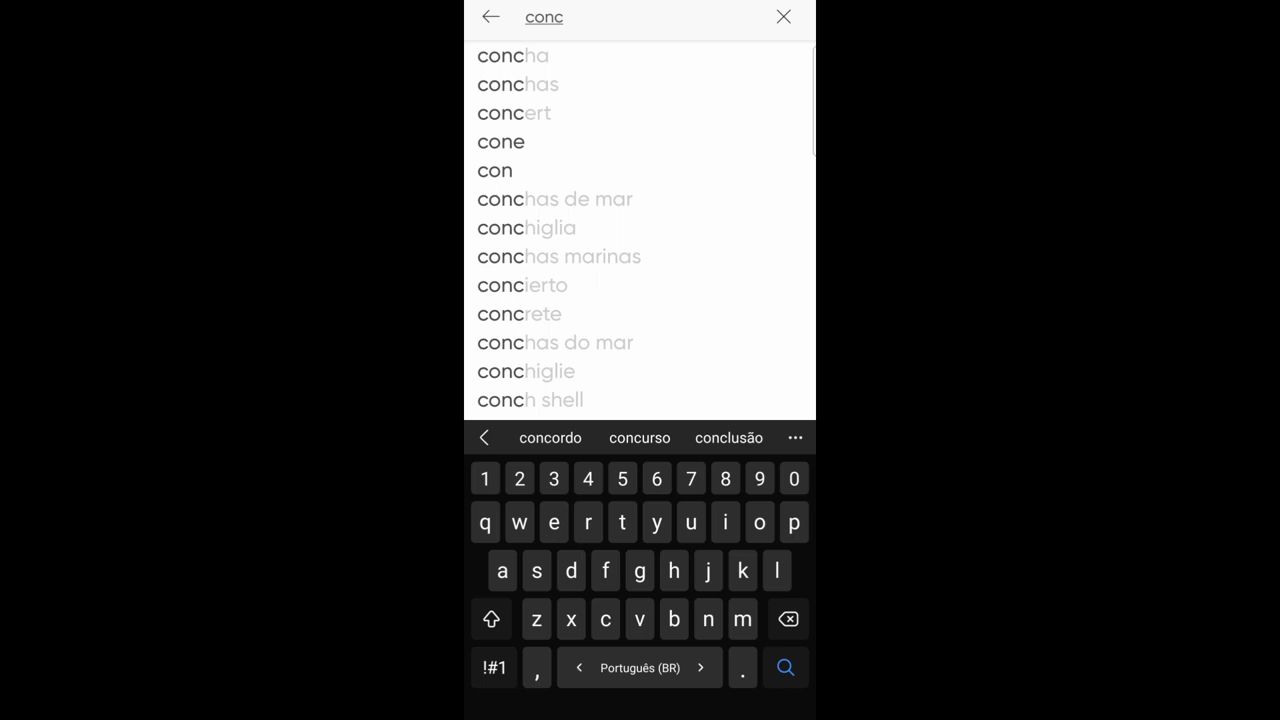 conc
concha
conchas
concert
cone
con
conchas de mar
conchiglia
conchas marinas
concierto
concrete
conchas do mar
conchiglie
conch shell
concordo concurso conclusão
1 2 3 4 5 6 7 8 9 0
q w e r t y u i o p
a s d f g h j k l
z x c v b n m
!#1 , Português (BR) .